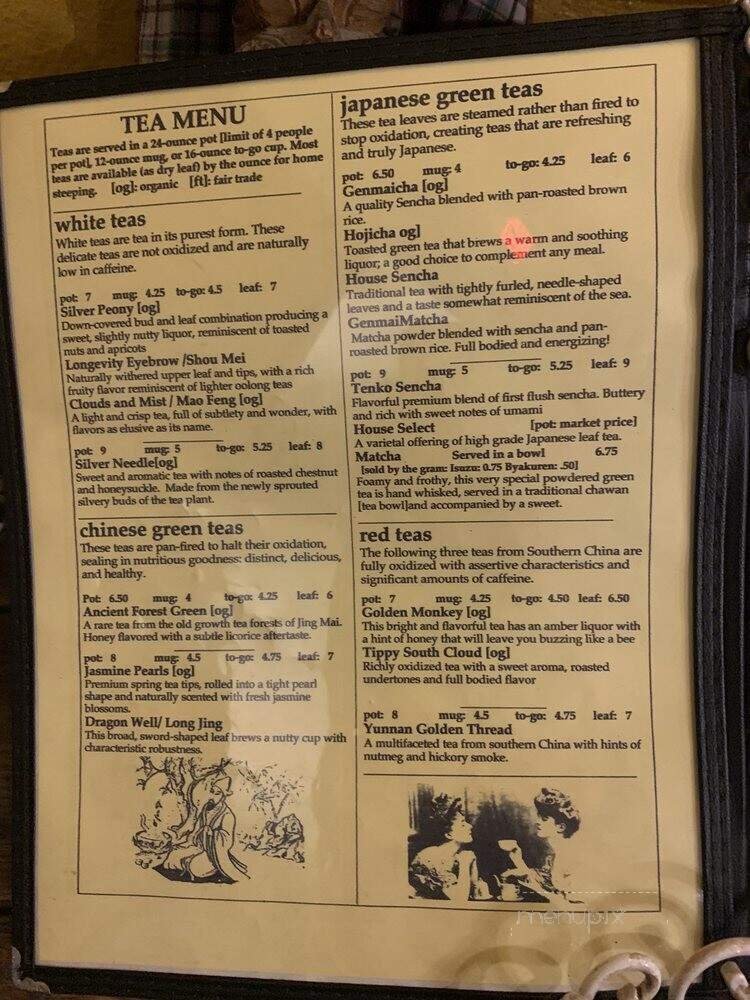 TEA MENU
Teas are served in a 24-ounce pot [limit of 4 people
per pot], 12-ounce mug, or 16-ounce to-go cup. Most
teas are available (as dry leaf) by the ounce for home
steeping. [og]: organic [ft]: fair trade
white teas
White teas are tea in its purest form. These
delicate teas are not oxidized and are naturally
low in caffeine.
pot: 7 mug: 4.25 to-go: 4.5 leaf: 7
Silver Peony [og]
Down-covered bud and leaf combination producing a
sweet, slightly nutty liquor, reminiscent of toasted
nuts and apricots
Longevity Eyebrow /Shou Mei
Naturally withered upper leaf and tips, with a rich
fruity flavor reminiscent of lighter oolong teas
Clouds and Mist / Mao Feng [og]
A light and crisp tea, full of subtlety and wonder, with
flavors as elusive as its name.
pot: 9 mug: 5 to-go: 5.25 leaf: 8
Silver Needle[og]
Sweet and aromatic tea with notes of roasted chestnut
and honeysuckle. Made from the newly sprouted
silvery buds of the tea plant.
chinese green teas
These teas are pan-fired to halt their oxidation,
sealing in nutritious goodness: distinct, delicious,
and healthy.
Pot: 6.50 mug: 4 to-go: 4.25 leaf: 6
Ancient Forest Green [og]
A rare tea from the old growth tea forests of Jing Mai.
Honey flavored with a subtle licorice aftertaste.
pot: 8 mug: 4.5 to-go: 4.75 leaf: 7
Jasmine Pearls [og]
Premium spring tea tips, rolled into a tight pearl
shape and naturally scented with fresh jasmine
blossoms.
Dragon Well/ Long Jing
This broad, sword-shaped leaf brews a nutty cup with
characteristic robustness.
japanese green teas
These tea leaves are steamed rather than fired to
stop oxidation, creating teas that are refreshing
and truly Japanese.
pot: 6.50 mug: 4 to-go: 4.25 leaf: 6
Genmaicha [og]
A quality Sencha blended with pan-roasted brown
rice.
Hojicha og]
Toasted green tea that brews a warm and soothing
liquor; a good choice to complement any meal.
House Sencha
Traditional tea with tightly furled, needle-shaped
leaves and a taste somewhat reminiscent of the sea.
GenmaiMatcha
Matcha powder blended with sencha and pan-
roasted brown rice. Full bodied and energizing!
pot: 9 mug: 5 to-go: 5.25 leaf: 9
Tenko Sencha
Flavorful premium blend of first flush sencha. Buttery
and rich with sweet notes of umami
House Select [pot: market price]
A varietal offering of high grade Japanese leaf tea.
Matcha Served in a bowl 6.75
[sold by the gram: Isuzu: 0.75 Byakuren: .50]
Foamy and frothy, this very special powdered green
tea is hand whisked, served in a traditional chawan
[tea bowl]and accompanied by a sweet.
red teas
The following three teas from Southern China are
fully oxidized with assertive characteristics and
significant amounts of caffeine.
pot: 7 mug: 4.25 to-go: 4.50 leaf: 6.50
Golden Monkey [og]
This bright and flavorful tea has an amber liquor with
a hint of honey that will leave you buzzing like a bee
Tippy South Cloud [og]
Richly oxidized tea with a sweet aroma, roasted
undertones and full bodied flavor
pot: 8 mug: 4.5 to-go: 4.75 leaf: 7
Yunnan Golden Thread
A multifaceted tea from southern China with hints of
nutmeg and hickory smoke.
menupix